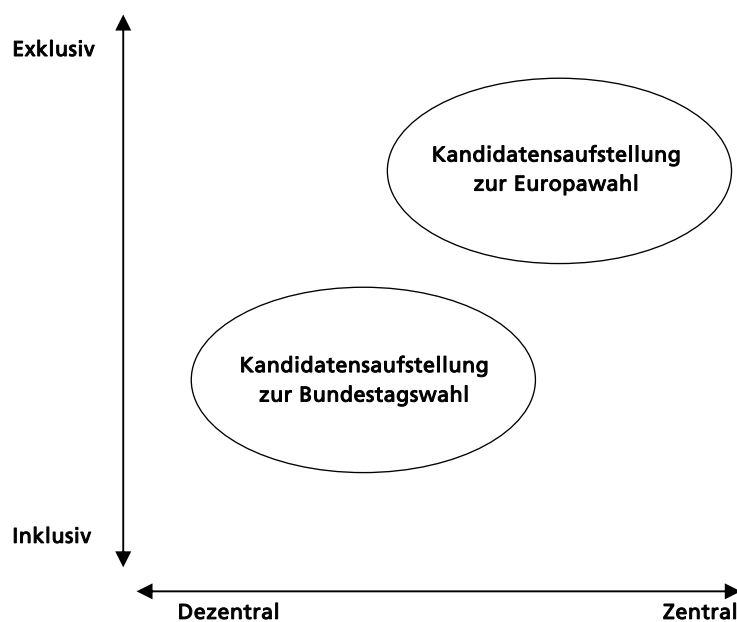 Exklusiv
Kandidatensaufstellung
zur Europawahl
Kandidatensaufstellung
zur Bundestagswahl
Inklusiv
Dezentral
Zentral